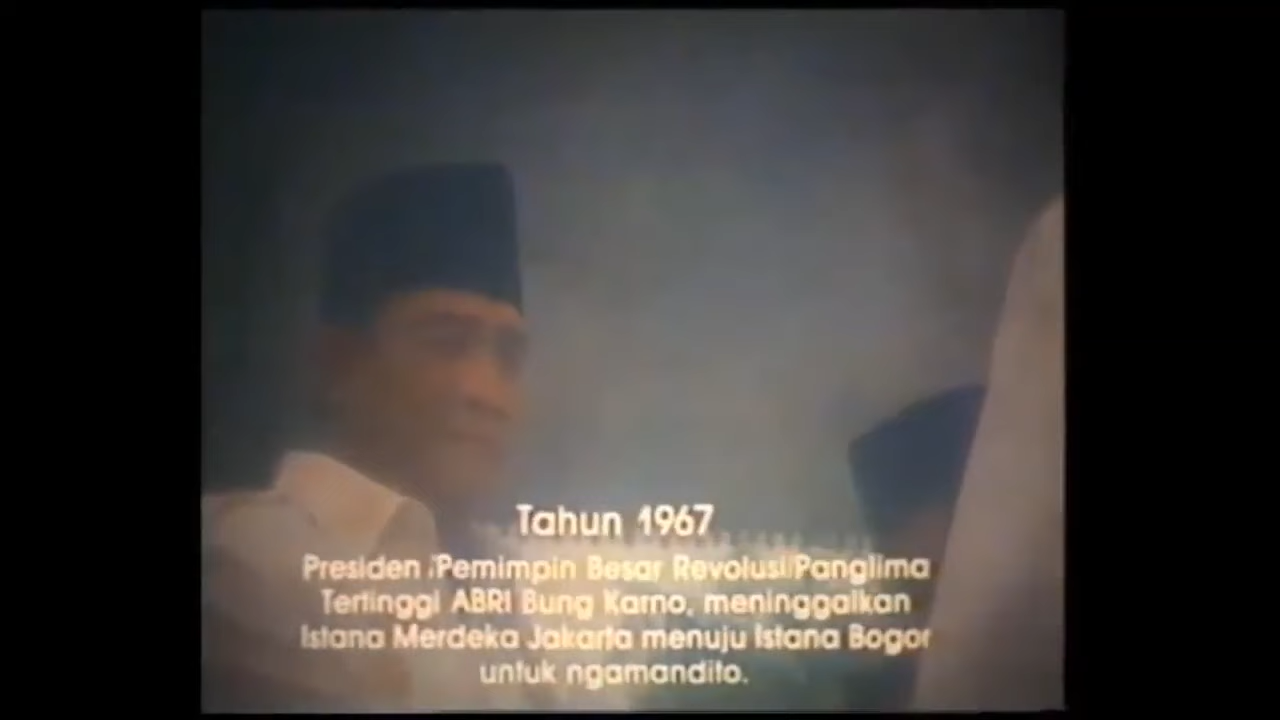 Tahun 1967
Presiden /Pemimpin Besar Revolusi/Panglima
Tertinggi ABRI Bung Karno, meninggalkan
Istana Merdeka Jakarta menuju Istana Bogor
untuk ngamandito.